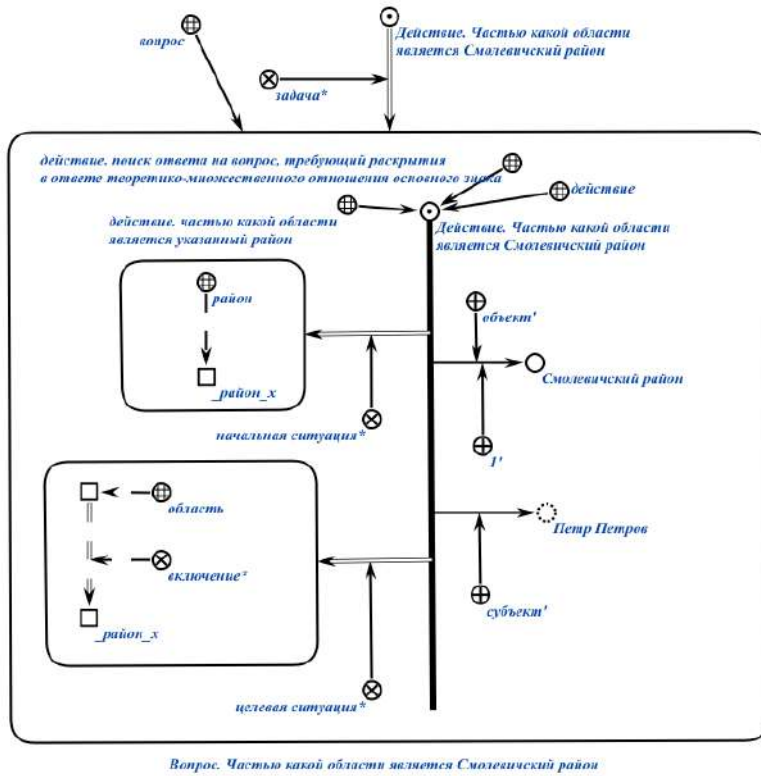 Действие. Частью какой области
является Смолевичский район
вопрос
задача*
действие. поиск ответа на вопрос, требующий раскрытия
в ответе теоретико-множественного отношения основного знака
действие
действие. частью какой области
является указанный район
Действие. Частью какой области
является Смолевичский район
район
объект'
_район_x
Смолевичский район
начальная ситуация*
1'
область
Петр Петров
включение*
субъект'
_район_x
целевая ситуация*
Вопрос. Частью какой области является Смолевичский район